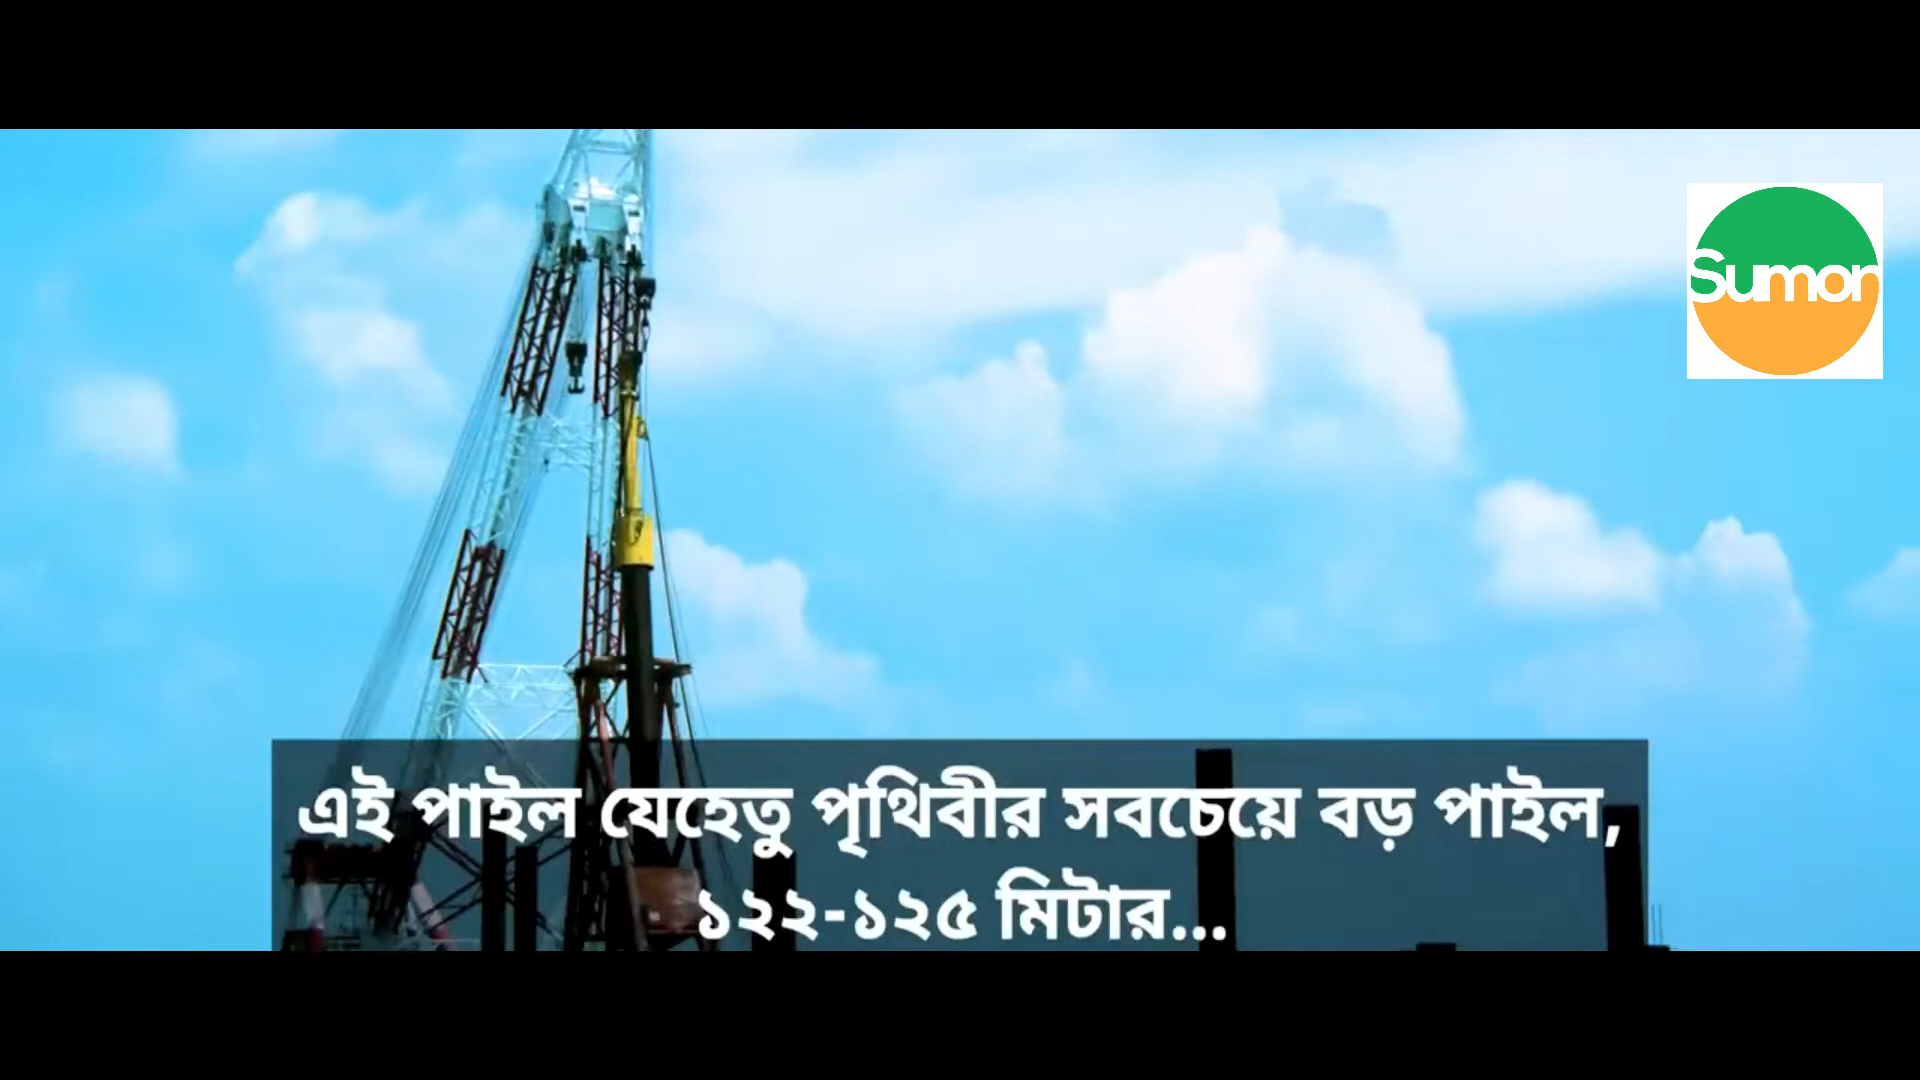 Sumon
এই পাইল যেহেতু পৃথিবীর সবচেয়ে বড় পাইল,
১২২-১২৫ মিটার...